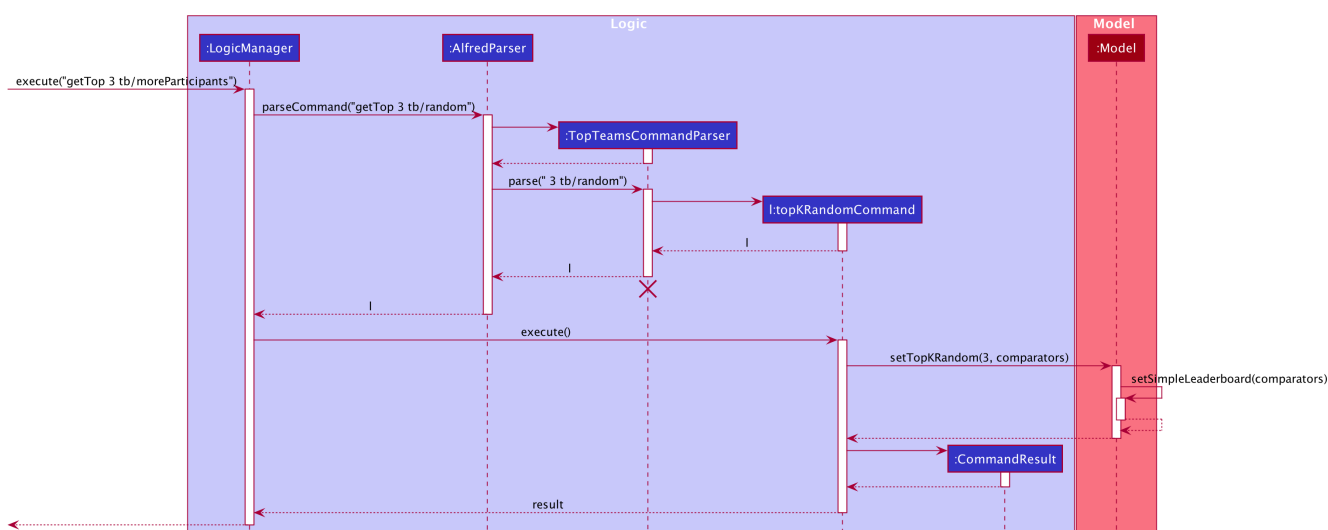 Logic
Model
:LogicManager
:AlfredParser
:Model
execute("getTop 3 tb/moreParticipants")
parseCommand("getTop 3 tb/random")
:TopTeamsCommandParser
parse(" 3 tb/random")
l:topKRandomCommand
l
l
l
execute()
setTopKRandom(3, comparators)
setSimpleLeaderboard(comparators)
:CommandResult
result